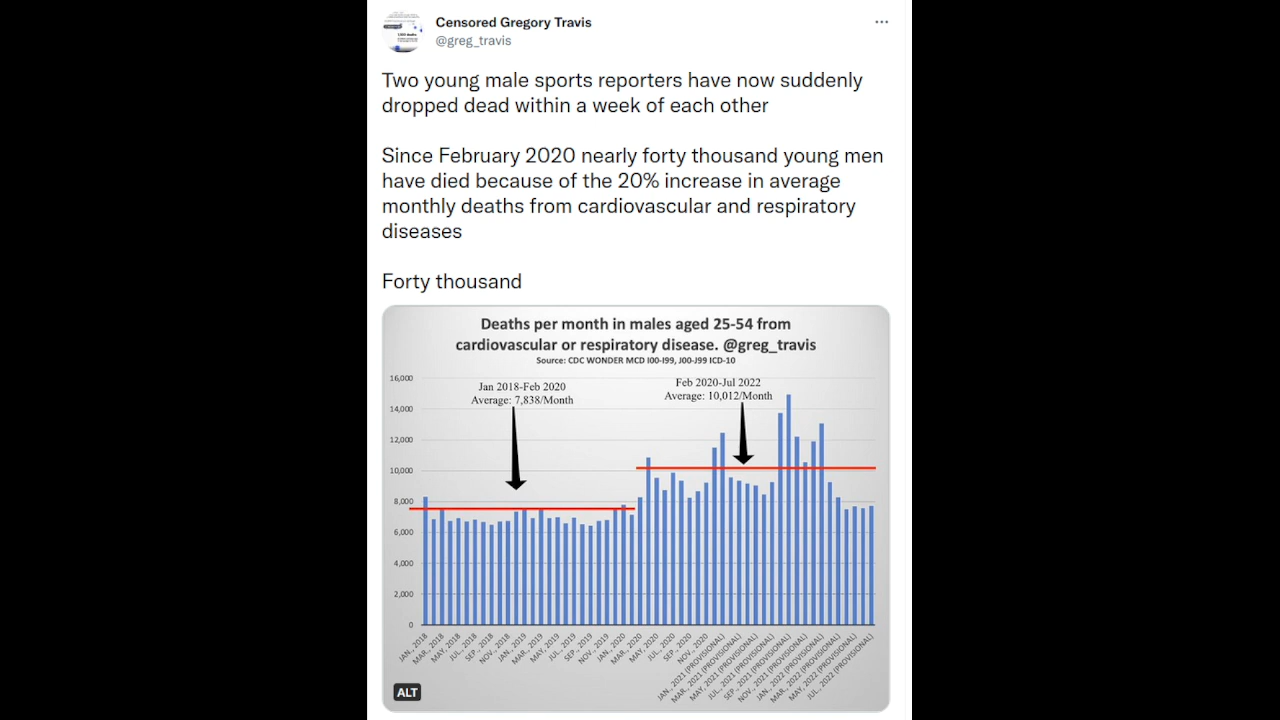 Censored Gregory Travis
@greg_travis
Two young male sports reporters have now suddenly
dropped dead within a week of each other
Since February 2020 nearly forty thousand young men
have died because of the 20% increase in average
monthly deaths from cardiovascular and respiratory
diseases
Forty thousand
Deaths per month in males aged 25-54 from
cardiovascular or respiratory disease. @greg_travis
Source: CDC WONDER MCD I00-I99, J00-J99 ICD-10
Jan 2018-Feb 2020
Average: 7,838/Month
Feb 2020-Jul 2022
Average: 10,012/Month
16,000
14,000
12,000
10,000
8,000
6,000
4,000
2,000
0
JAN., 2018
MAR., 2018
MAY, 2018
JUL., 2018
SEP., 2018
NOV., 2018
JAN., 2019
MAR., 2019
MAY, 2019
JUL., 2019
SEP., 2019
NOV., 2019
JAN., 2020
MAR., 2020
MAY, 2020
JUL., 2020
SEP., 2020
NOV., 2020
JAN., 2021 (PROVISIONAL)
MAR., 2021 (PROVISIONAL)
MAY, 2021 (PROVISIONAL)
JUL., 2021 (PROVISIONAL)
SEP., 2021 (PROVISIONAL)
NOV., 2021 (PROVISIONAL)
JAN., 2022 (PROVISIONAL)
MAR., 2022 (PROVISIONAL)
MAY, 2022 (PROVISIONAL)
JUL., 2022 (PROVISIONAL)
ALT